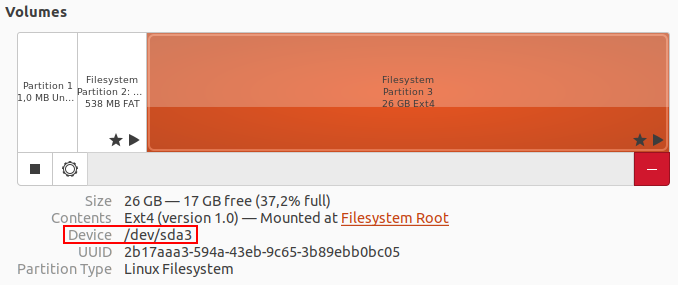 Volumes
Partition 1
1,0 MB Un...
Filesystem
Partition 2: ...
538 MB FAT
Filesystem
Partition 3
26 GB Ext4
Size 26 GB — 17 GB free (37,2% full)
Contents Ext4 (version 1.0) — Mounted at Filesystem Root
Device /dev/sda3
UUID 2b17aaa3-594a-43eb-9c65-3b89ebb0bc05
Partition Type Linux Filesystem